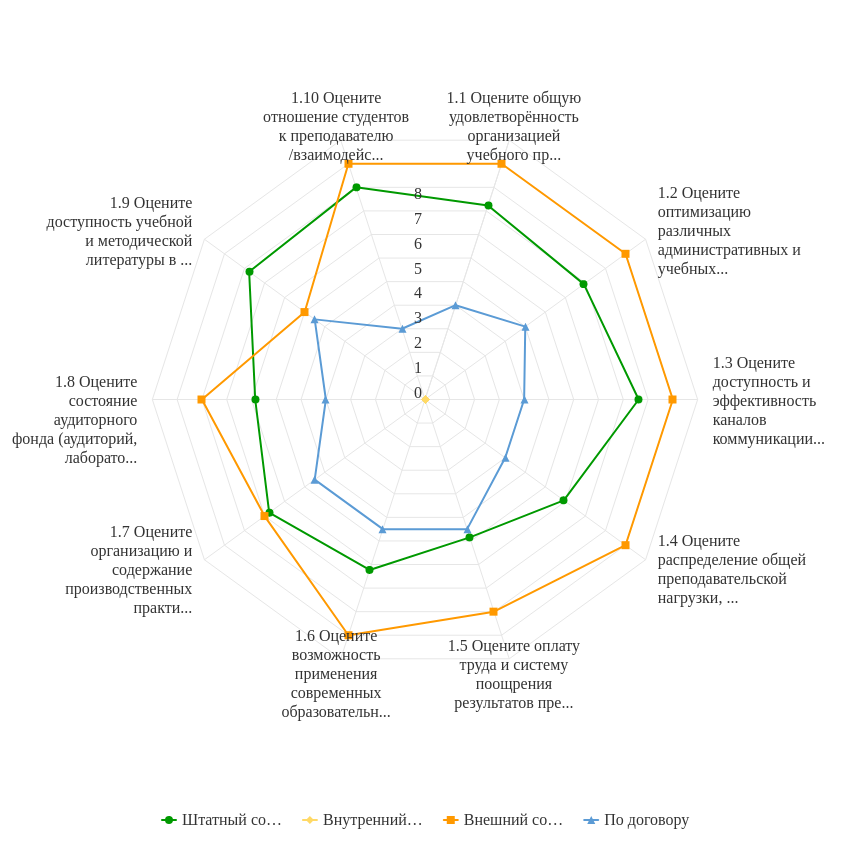 1.10 Оцените
отношение студентов
к преподавателю
/взаимодейс...
1.1 Оцените общую
удовлетворённость
организацией
учебного пр...
1.2 Оцените
оптимизацию
различных
административных и
учебных...
1.9 Оцените
доступность учебной
и методической
литературы в ...
8
7
6
5
4
3
2
1
0
1.3 Оцените
доступность и
эффективность
каналов
коммуникации...
1.8 Оцените
состояние
аудиторного
фонда (аудиторий,
лаборато...
1.4 Оцените
распределение общей
преподавательской
нагрузки, ...
1.7 Оцените
организацию и
содержание
производственных
практи...
1.6 Оцените
возможность
применения
современных
образовательн...
1.5 Оцените оплату
труда и систему
поощрения
результатов пре...
Штатный со… Внутренний… Внешний со… По договору